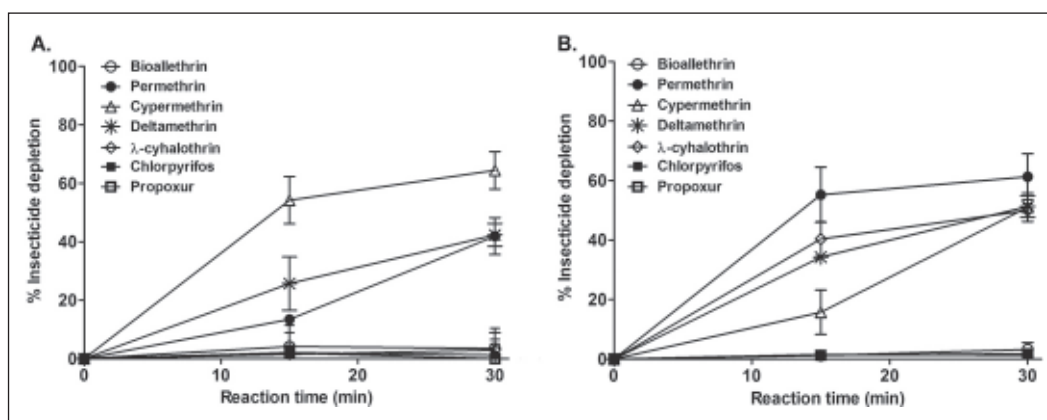 A.
100
80
60
40
20
0
% Insecticide depletion
Bioallethrin
Permethrin
Cypermethrin
Deltamethrin
λ-cyhalothrin
Chlorpyrifos
Propoxur
0 10 20 30
Reaction time (min)
B.
100
80
60
40
20
0
% Insecticide depletion
Bioallethrin
Permethrin
Cypermethrin
Deltamethrin
λ-cyhalothrin
Chlorpyrifos
Propoxur
0 10 20 30
Reaction time (min)